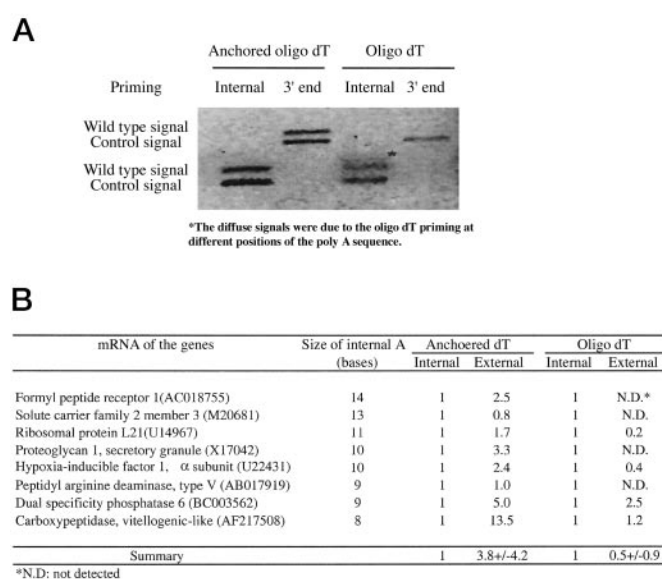 A
Anchored oligo dT Oligo dT
Priming Internal 3' end Internal 3' end
Wild type signal
Control signal
*
Wild type signal
Control signal
*The diffuse signals were due to the oligo dT priming at
different positions of the poly A sequence.
B
mRNA of the genes Size of internal A Anchoered dT Oligo dT
(bases) Internal External Internal External
Formyl peptide receptor 1(AC018755) 14 1 2.5 1 N.D.*
Solute carrier family 2 member 3 (M20681) 13 1 0.8 1 N.D.
Ribosomal protein L21(U14967) 11 1 1.7 1 0.2
Proteoglycan 1, secretory granule (X17042) 10 1 3.3 1 N.D.
Hypoxia-inducible factor 1, α subunit (U22431) 10 1 2.4 1 0.4
Peptidyl arginine deaminase, type V (AB017919) 9 1 1.0 1 N.D.
Dual specificity phosphatase 6 (BC003562) 9 1 5.0 1 2.5
Carboxypeptidase, vitellogenic-like (AF217508) 8 1 13.5 1 1.2
Summary 1 3.8+/-4.2 1 0.5+/-0.9
*N.D: not detected